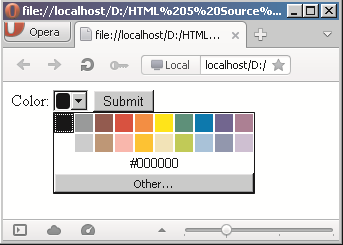 file://localhost/D:/HTML%205%20Source%...
Opera
file://localhost/D:/HTML...
Local
localhost/D:/
Color:
Submit
#000000
Other...